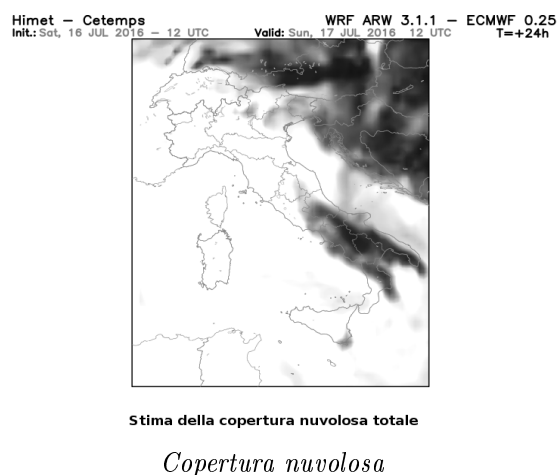 Himet – Cetemps WRF ARW 3.1.1 – ECMWF 0.25
Init.: Sat, 16 JUL 2016 – 12 UTC Valid: Sun, 17 JUL 2016 12 UTC T=+24h
Stima della copertura nuvolosa totale
Copertura nuvolosa